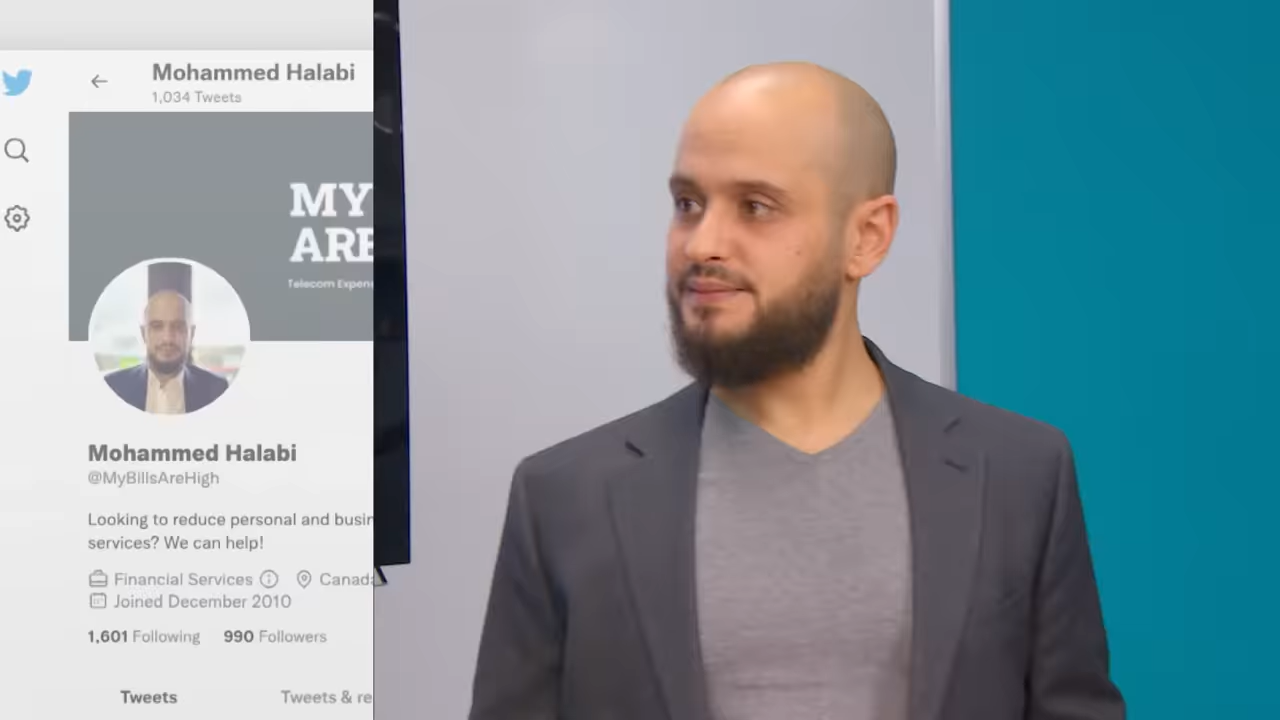 Mohammed Halabi
1,034 Tweets
MY
ARE
Telecom Expen
Mohammed Halabi
@MyBillsAreHigh
Looking to reduce personal and busin
services? We can help!
Financial Services Canada
Joined December 2010
1,601 Following 990 Followers
Tweets Tweets & re